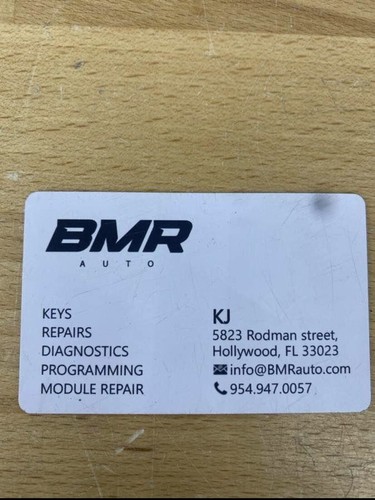 BMR
AUTO
KEYS
REPAIRS
DIAGNOSTICS
PROGRAMMING
MODULE REPAIR
KJ
5823 Rodman street,
Hollywood, FL 33023
info@BMRauto.com
954.947.0057